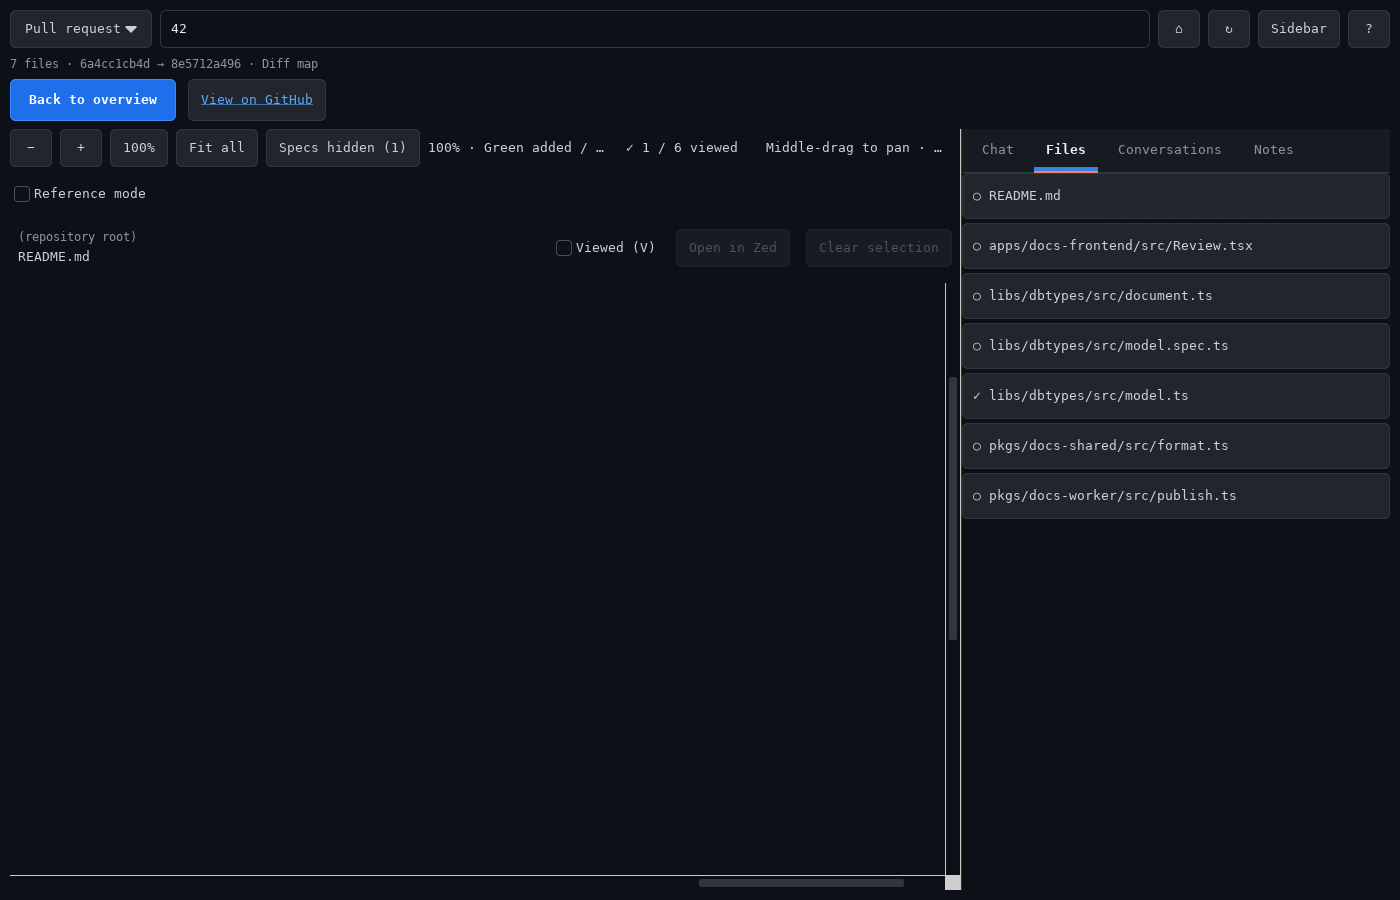 Pull request
42
⌂
↻
Sidebar
?
7 files · 6a4cc1cb4d → 8e5712a496 · Diff map
Back to overview
View on GitHub
−
+
100%
Fit all
Specs hidden (1)
100% · Green added / …
✓ 1 / 6 viewed
Middle-drag to pan · …
Reference mode
(repository root)
README.md
Viewed (V)
Open in Zed
Clear selection
Chat
Files
Conversations
Notes
○ README.md
○ apps/docs-frontend/src/Review.tsx
○ libs/dbtypes/src/document.ts
○ libs/dbtypes/src/model.spec.ts
✓ libs/dbtypes/src/model.ts
○ pkgs/docs-shared/src/format.ts
○ pkgs/docs-worker/src/publish.ts